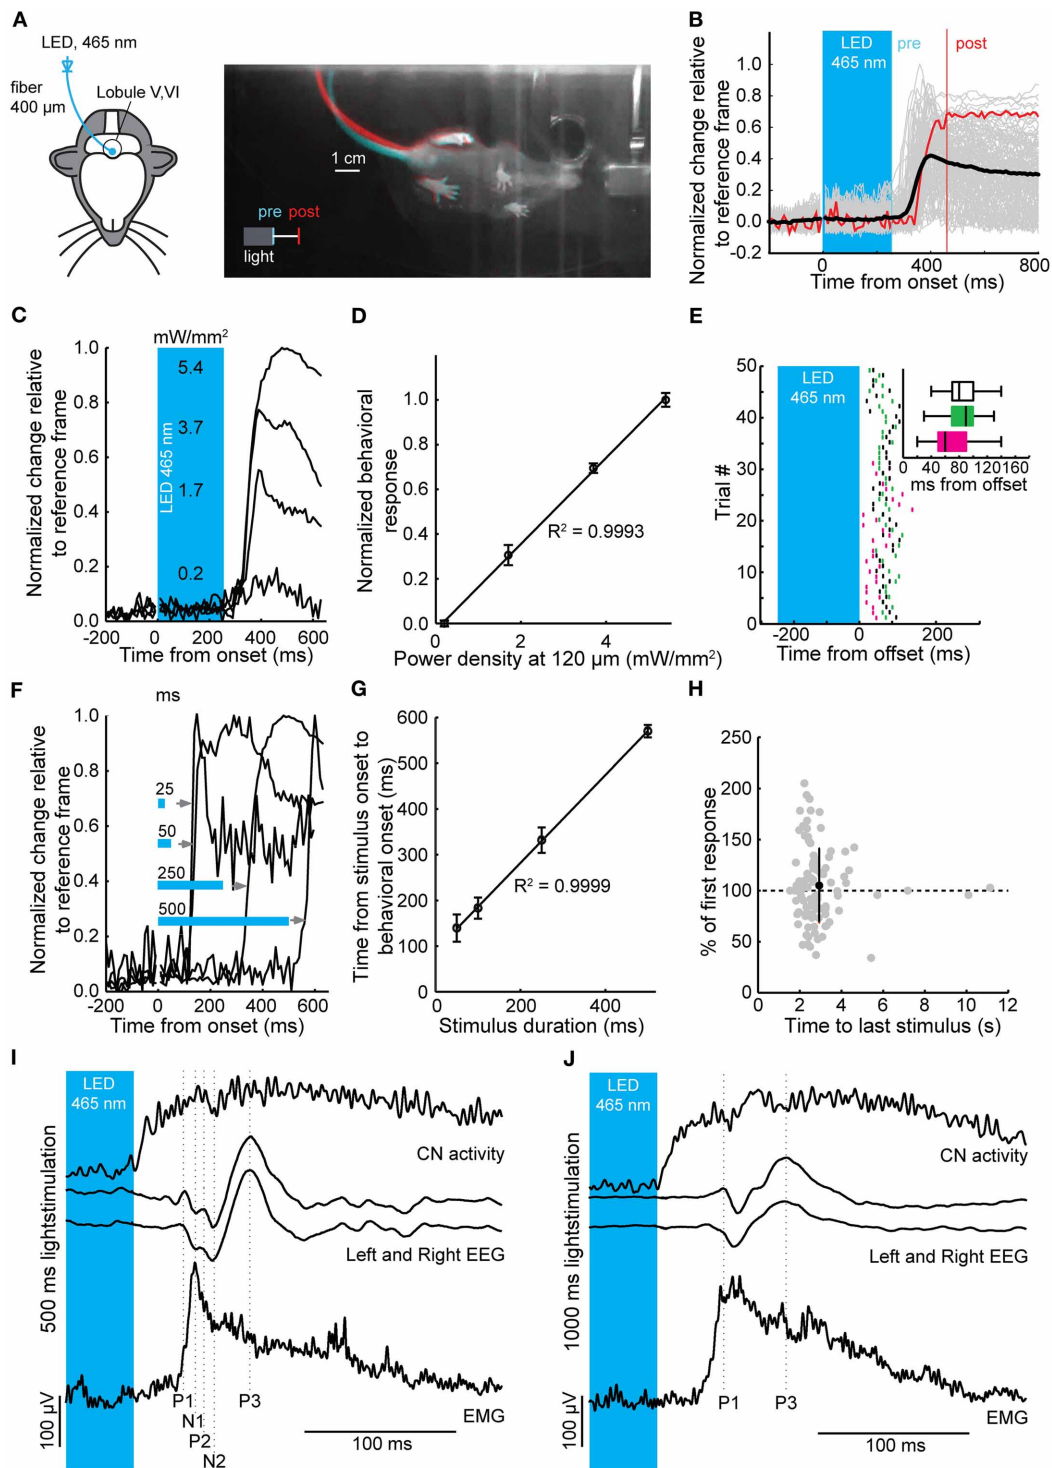 A
LED, 465 nm
fiber
400 µm
Lobule V,VI
1 cm
pre post
light
B
Normalized change relative
to reference frame
1.0
0.8
0.6
0.4
0.2
0.0
-0.2
LED
465 nm
pre
post
0 400 800
Time from onset (ms)
C
mW/mm²
Normalized change relative
to reference frame
1.0
0.8
0.6
0.4
0.2
0
5.4
3.7
1.7
0.2
LED 465 nm
-200 0 200 400 600
Time from onset (ms)
D
Normalized behavioral
response
1.0
0.8
0.6
0.4
0.2
0
R² = 0.9993
0 2 4
Power density at 120 µm (mW/mm²)
E
Trial #
50
40
30
20
10
0
LED
465 nm
0 40 80 140 160
ms from offset
-200 0 200
Time from offset (ms)
F
ms
Normalized change relative
to reference frame
1.0
0.8
0.6
0.4
0.2
0
25
50
250
500
-200 0 200 400 600
Time from onset (ms)
G
Time from stimulus onset to
behavioral onset (ms)
600
500
400
300
200
100
0
R² = 0.9999
0 200 400
Stimulus duration (ms)
H
% of first response
250
200
150
100
50
0
0 2 4 6 8 10 12
Time to last stimulus (s)
I
500 ms lightstimulation
LED
465 nm
CN activity
Left and Right EEG
P1
N1
P2
N2
P3
EMG
100 µV
100 ms
J
1000 ms lightstimulation
LED
465 nm
CN activity
Left and Right EEG
P1 P3
EMG
100 µV
100 ms